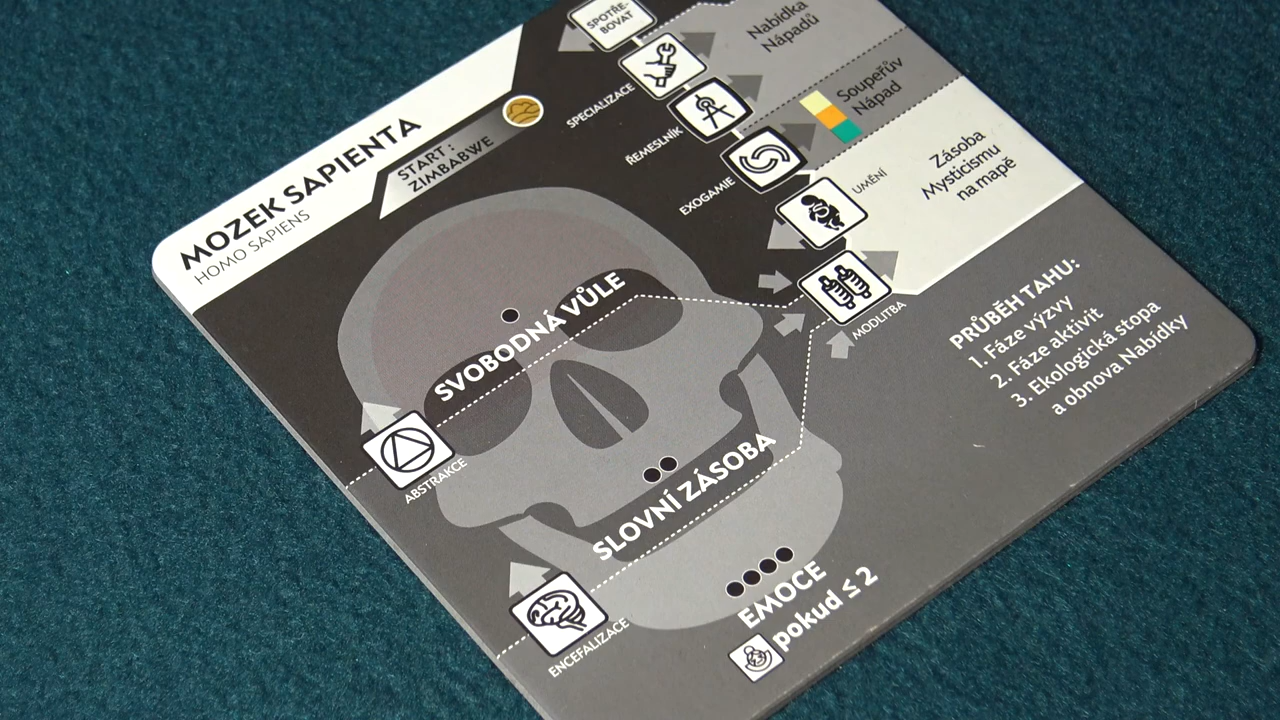 MOZEK SAPIENTA
HOMO SAPIENS
START:
ZIMBABWE
SPOTŘE-
BOVAT
SPECIALIZACE
ŘEMESLNÍK
EXOGAMIE
UMĚNÍ
MODLITBA
Nabídka
Nápadů
Soupeřův
Nápad
Zásoba
Mysticismu
na mapě
SVOBODNÁ VŮLE
ABSTRAKCE
SLOVNÍ ZÁSOBA
ENCEFALIZACE
EMOCE
pokud ≤ 2
PRŮBĚH TAHU:
1. Fáze výzvy
2. Fáze aktivit
3. Ekologická stopa
a obnova Nabídky